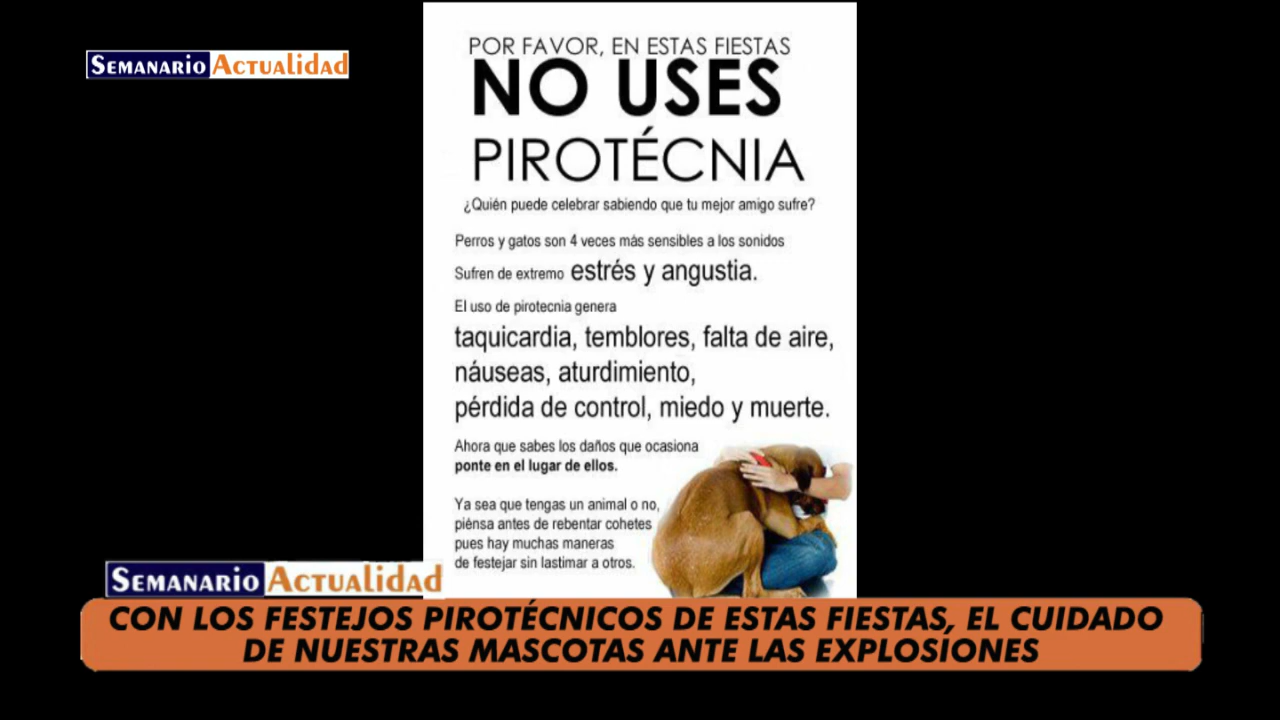 SEMANARIO ACTUALIDAD
POR FAVOR, EN ESTAS FIESTAS
NO USES
PIROTÉCNIA
¿Quién puede celebrar sabiendo que tu mejor amigo sufre?
Perros y gatos son 4 veces más sensibles a los sonidos
Sufren de extremo estrés y angustia.
El uso de pirotecnia genera
taquicardia, temblores, falta de aire,
náuseas, aturdimiento,
pérdida de control, miedo y muerte.
Ahora que sabes los daños que ocasiona
ponte en el lugar de ellos.
Ya sea que tengas un animal o no,
piénsa antes de rebentar cohetes
pues hay muchas maneras
de festejar sin lastimar a otros.
SEMANARIO ACTUALIDAD
CON LOS FESTEJOS PIROTÉCNICOS DE ESTAS FIESTAS, EL CUIDADO
DE NUESTRAS MASCOTAS ANTE LAS EXPLOSIONES